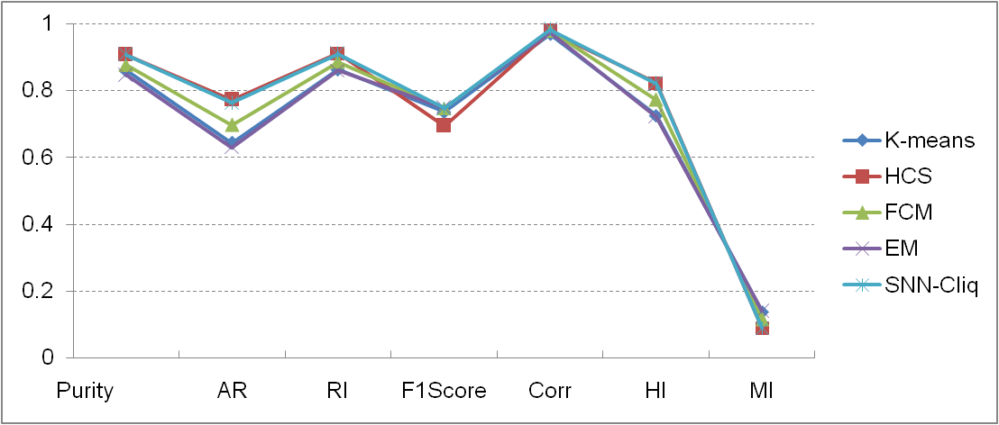 1
0.8
0.6
0.4
0.2
0
Purity AR RI F1Score Corr HI MI
K-means
HCS
FCM
EM
SNN-Cliq